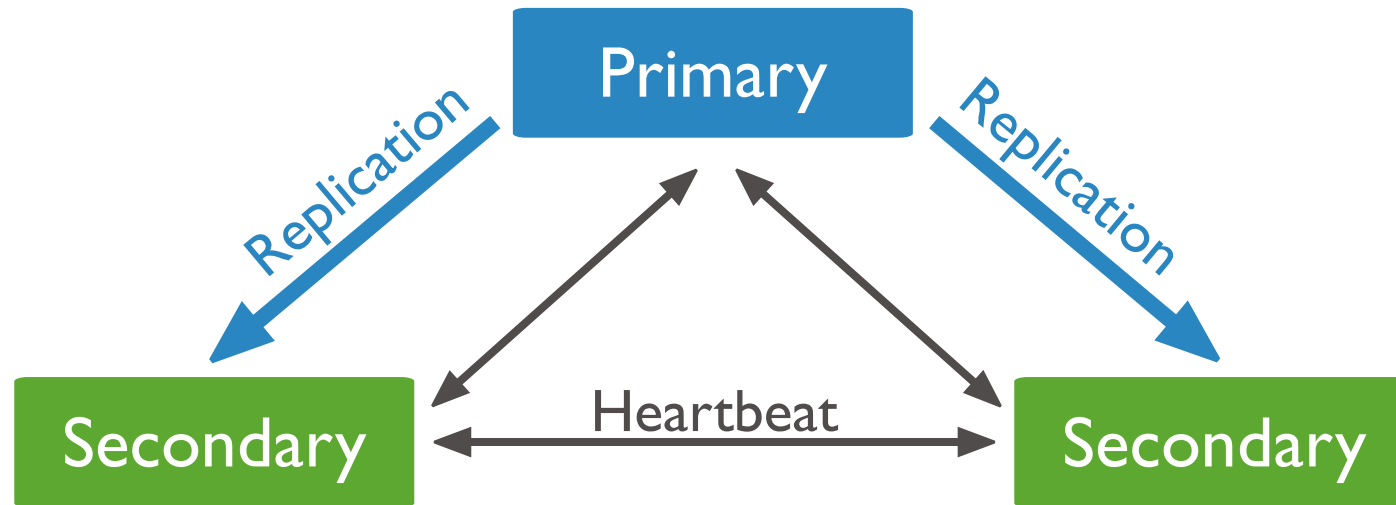 Primary
Replication
Replication
Heartbeat
Secondary
Secondary